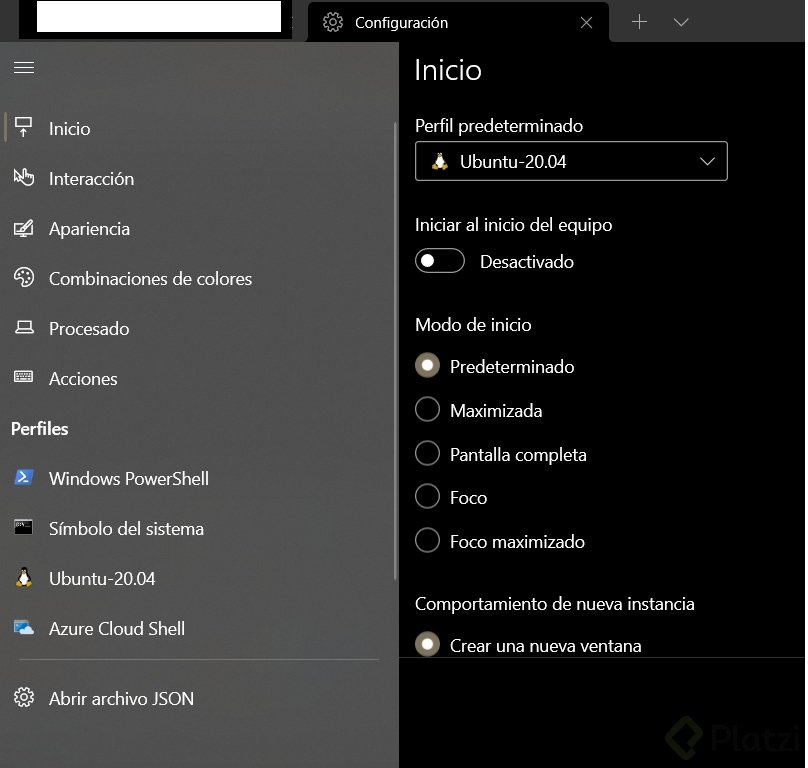 Configuración
Inicio
Interacción
Apariencia
Combinaciones de colores
Procesado
Acciones
Perfiles
Windows PowerShell
Símbolo del sistema
Ubuntu-20.04
Azure Cloud Shell
Abrir archivo JSON
Inicio
Perfil predeterminado
Ubuntu-20.04
Iniciar al inicio del equipo
Desactivado
Modo de inicio
Predeterminado
Maximizada
Pantalla completa
Foco
Foco maximizado
Comportamiento de nueva instancia
Crear una nueva ventana
Platzi